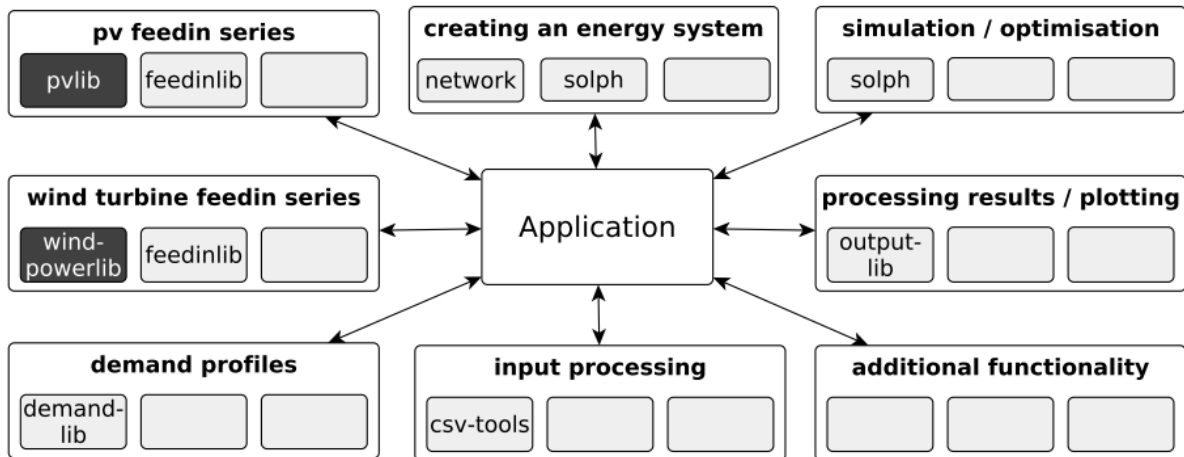 pv feedin series
pvlib
feedinlib
creating an energy system
network
solph
simulation / optimisation
solph
wind turbine feedin series
wind-
powerlib
feedinlib
Application
processing results / plotting
output-
lib
demand profiles
demand-
lib
input processing
csv-tools
additional functionality